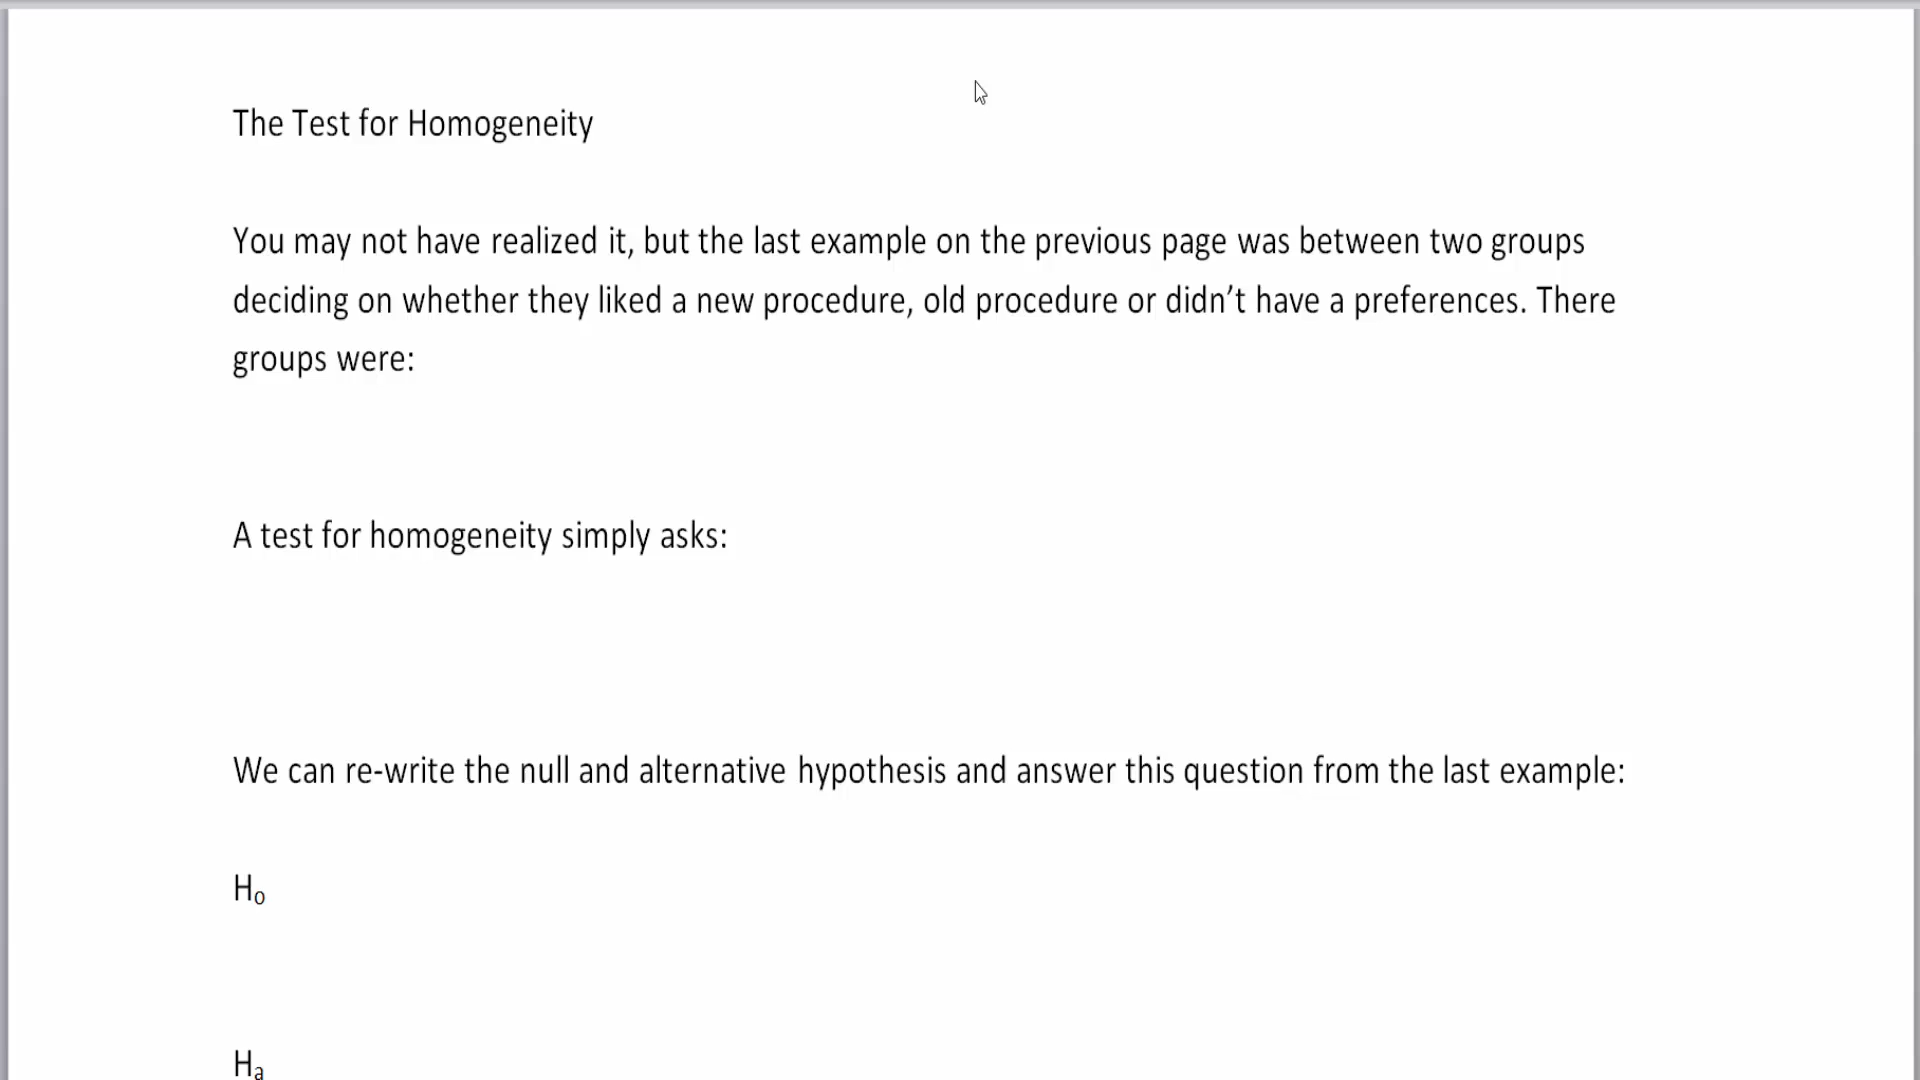 The Test for Homogeneity
You may not have realized it, but the last example on the previous page was between two groups
deciding on whether they liked a new procedure, old procedure or didn’t have a preferences. There
groups were:
A test for homogeneity simply asks:
We can re-write the null and alternative hypothesis and answer this question from the last example:
Ho
Ha